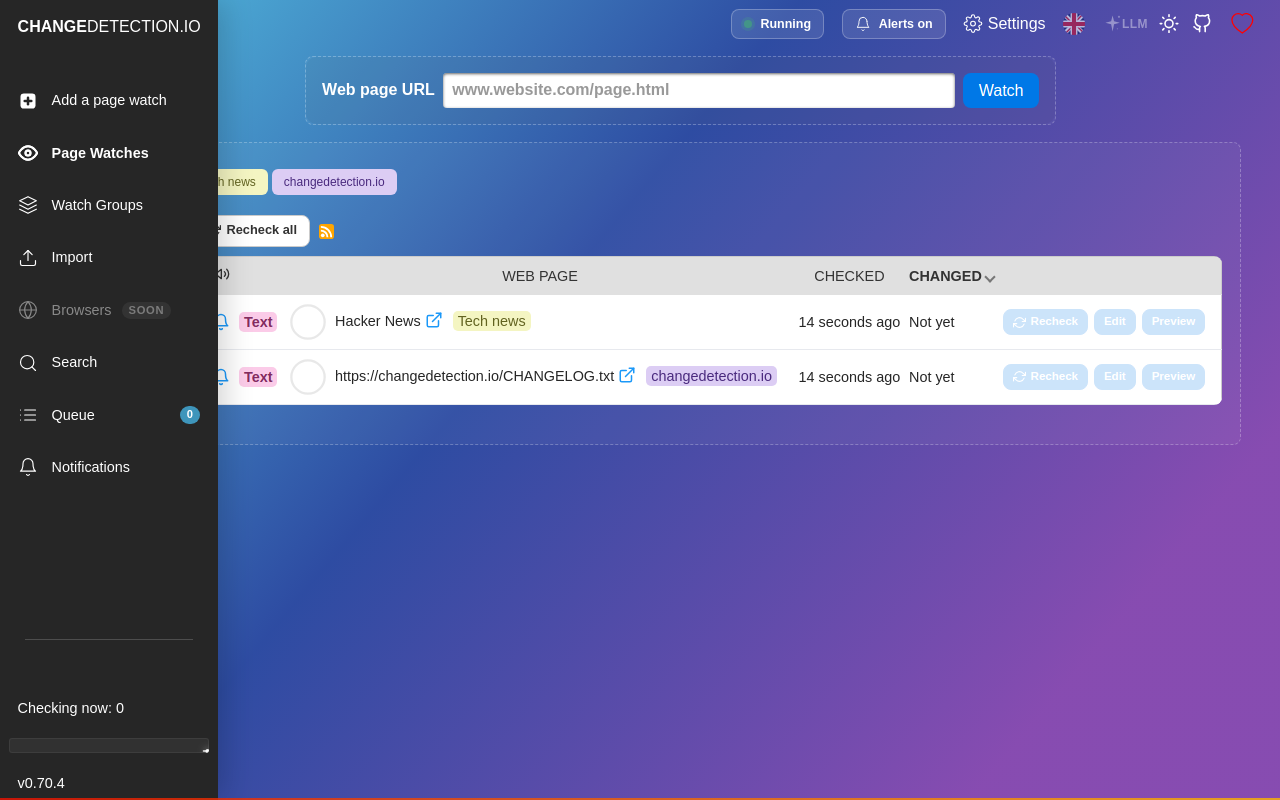 CHANGEDETECTION.IO
Running
Alerts on
Settings
LLM
Add a page watch
Page Watches
Watch Groups
Import
Browsers SOON
Search
Queue 0
Notifications
Checking now: 0
v0.70.4
Web page URL www.website.com/page.html Watch
h news changedetection.io
Recheck all
WEB PAGE CHECKED CHANGED
Text Hacker News Tech news 14 seconds ago Not yet Recheck Edit Preview
Text https://changedetection.io/CHANGELOG.txt changedetection.io 14 seconds ago Not yet Recheck Edit Preview